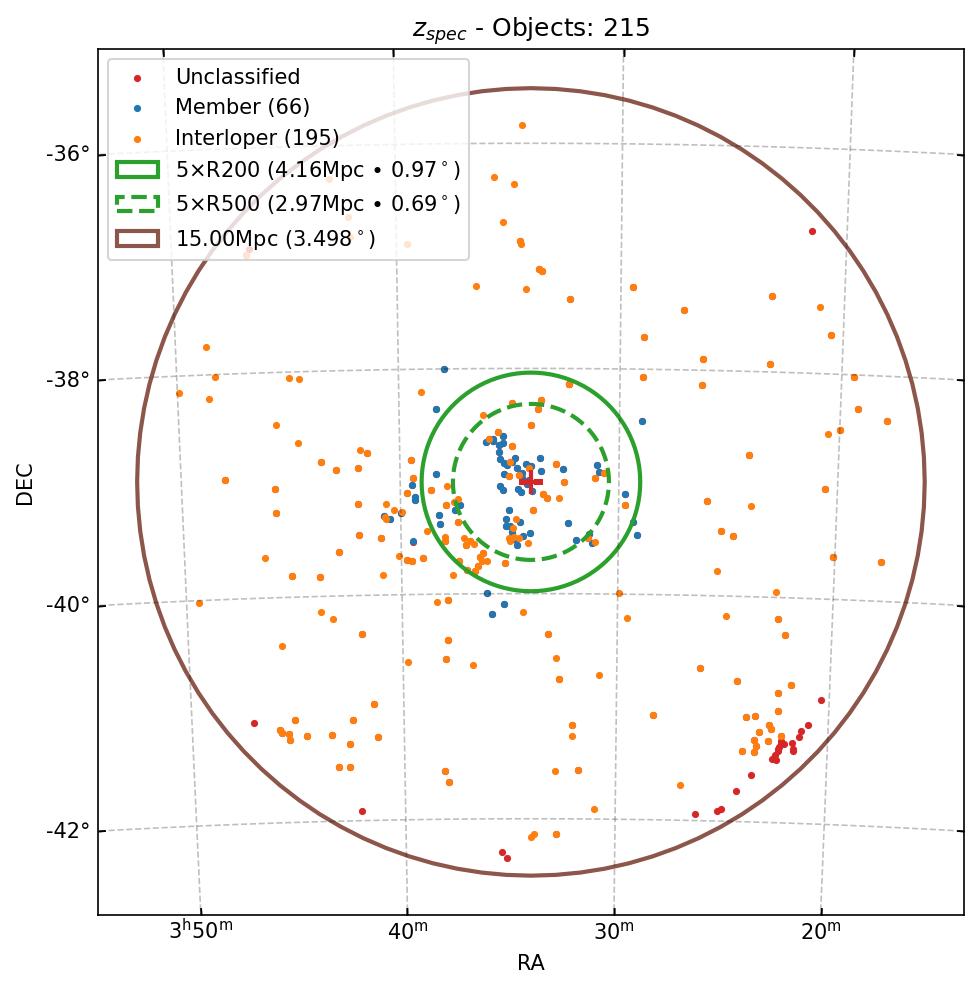 z_spec - Objects: 215
Unclassified
Member (66)
Interloper (195)
5×R200 (4.16Mpc • 0.97°)
5×R500 (2.97Mpc • 0.69°)
15.00Mpc (3.498°)
-36°
-38°
-40°
-42°
DEC
3h50m 40m 30m 20m
RA